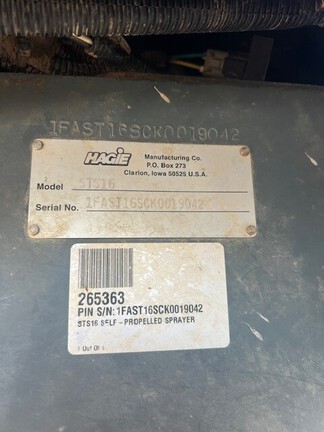 1FAST16SCK0019042
HAGIE Manufacturing Co.
P.O. Box 273
Clarion, Iowa 50525 U.S.A.
Model STS16
Serial No. 1FAST16SCK0019042
265363
PIN S/N:1FAST16SCK0019042
STS16 SELF-PROPELLED SPRAYER
1 Out Of 1